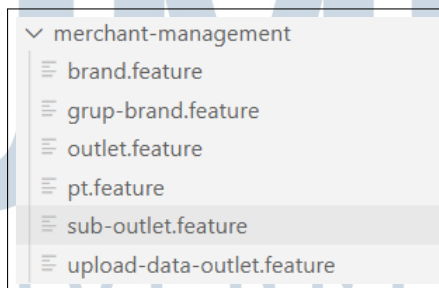 merchant-management
brand.feature
grup-brand.feature
outlet.feature
pt.feature
sub-outlet.feature
upload-data-outlet.feature